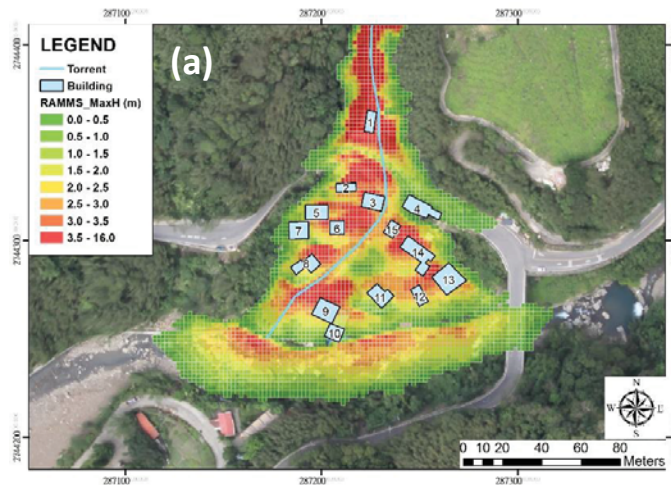 287100 287200 287300
2744400
2744300
2744200
LEGEND
Torrent
Building
RAMMS_MaxH (m)
0.0 - 0.5
0.5 - 1.0
1.0 - 1.5
1.5 - 2.0
2.0 - 2.5
2.5 - 3.0
3.0 - 3.5
3.5 - 16.0
(a)
1
2
3
4
5
6
7
8
9
10
11
12
13
14
15
N
W E
S
0 10 20 40 60 80
Meters
287100 287200 287300